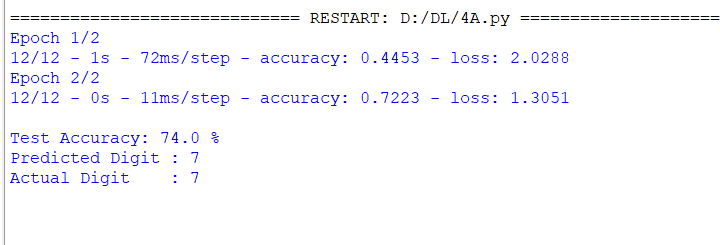 ============================= RESTART: D:/DL/4A.py ====================
Epoch 1/2
12/12 - 1s - 72ms/step - accuracy: 0.4453 - loss: 2.0288
Epoch 2/2
12/12 - 0s - 11ms/step - accuracy: 0.7223 - loss: 1.3051
Test Accuracy: 74.0 %
Predicted Digit : 7
Actual Digit    : 7